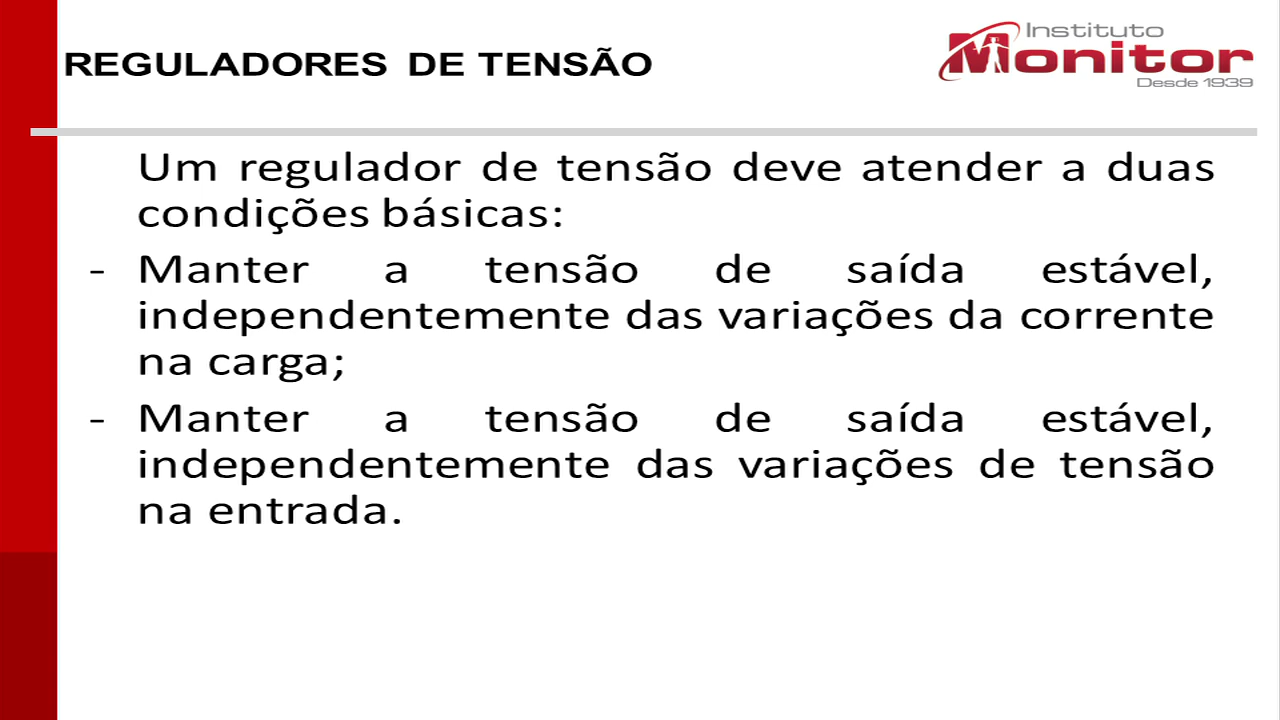 REGULADORES DE TENSÃO
Instituto
Monitor
Desde 1939
Um regulador de tensão deve atender a duas
condições básicas:
- Manter a tensão de saída estável,
independentemente das variações da corrente
na carga;
- Manter a tensão de saída estável,
independentemente das variações de tensão
na entrada.